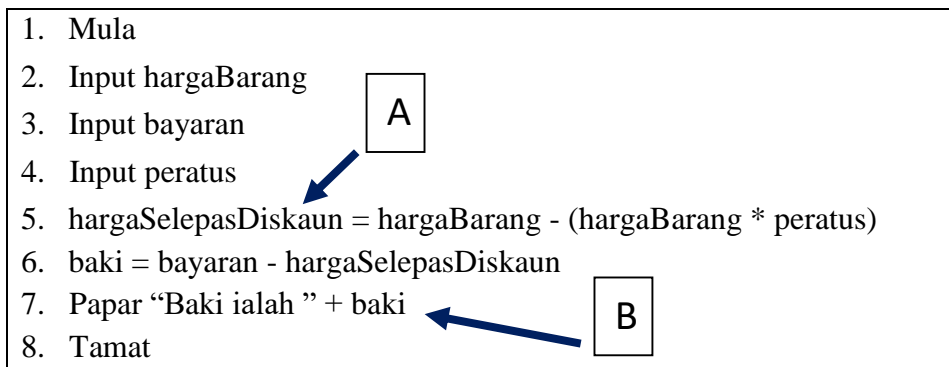 1. Mula
2. Input hargaBarang
A
3. Input bayaran
4. Input peratus
5. hargaSelepasDiskaun = hargaBarang - (hargaBarang * peratus)
6. baki = bayaran - hargaSelepasDiskaun
7. Papar “Baki ialah ” + baki
B
8. Tamat